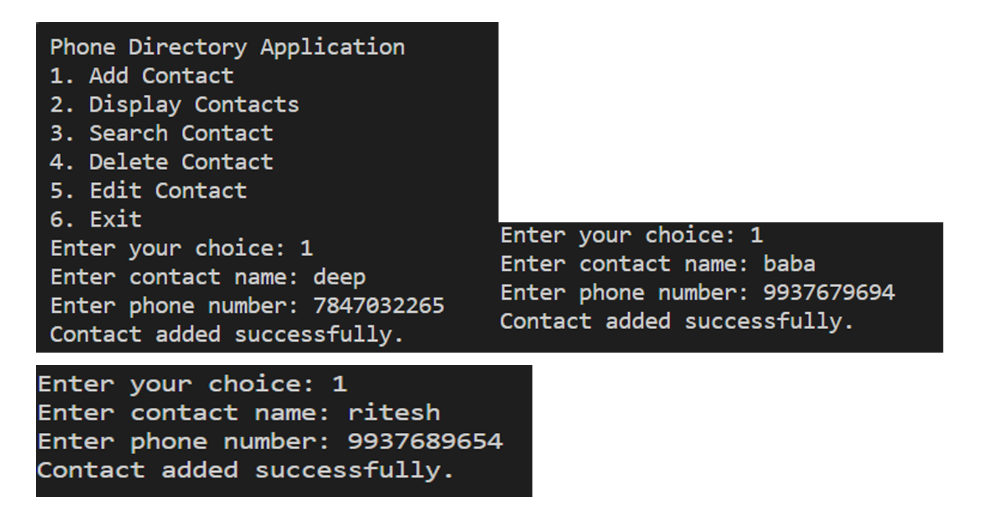 Phone Directory Application
1. Add Contact
2. Display Contacts
3. Search Contact
4. Delete Contact
5. Edit Contact
6. Exit
Enter your choice: 1
Enter contact name: deep
Enter phone number: 7847032265
Contact added successfully.
Enter your choice: 1
Enter contact name: baba
Enter phone number: 9937679694
Contact added successfully.
Enter your choice: 1
Enter contact name: ritesh
Enter phone number: 9937689654
Contact added successfully.